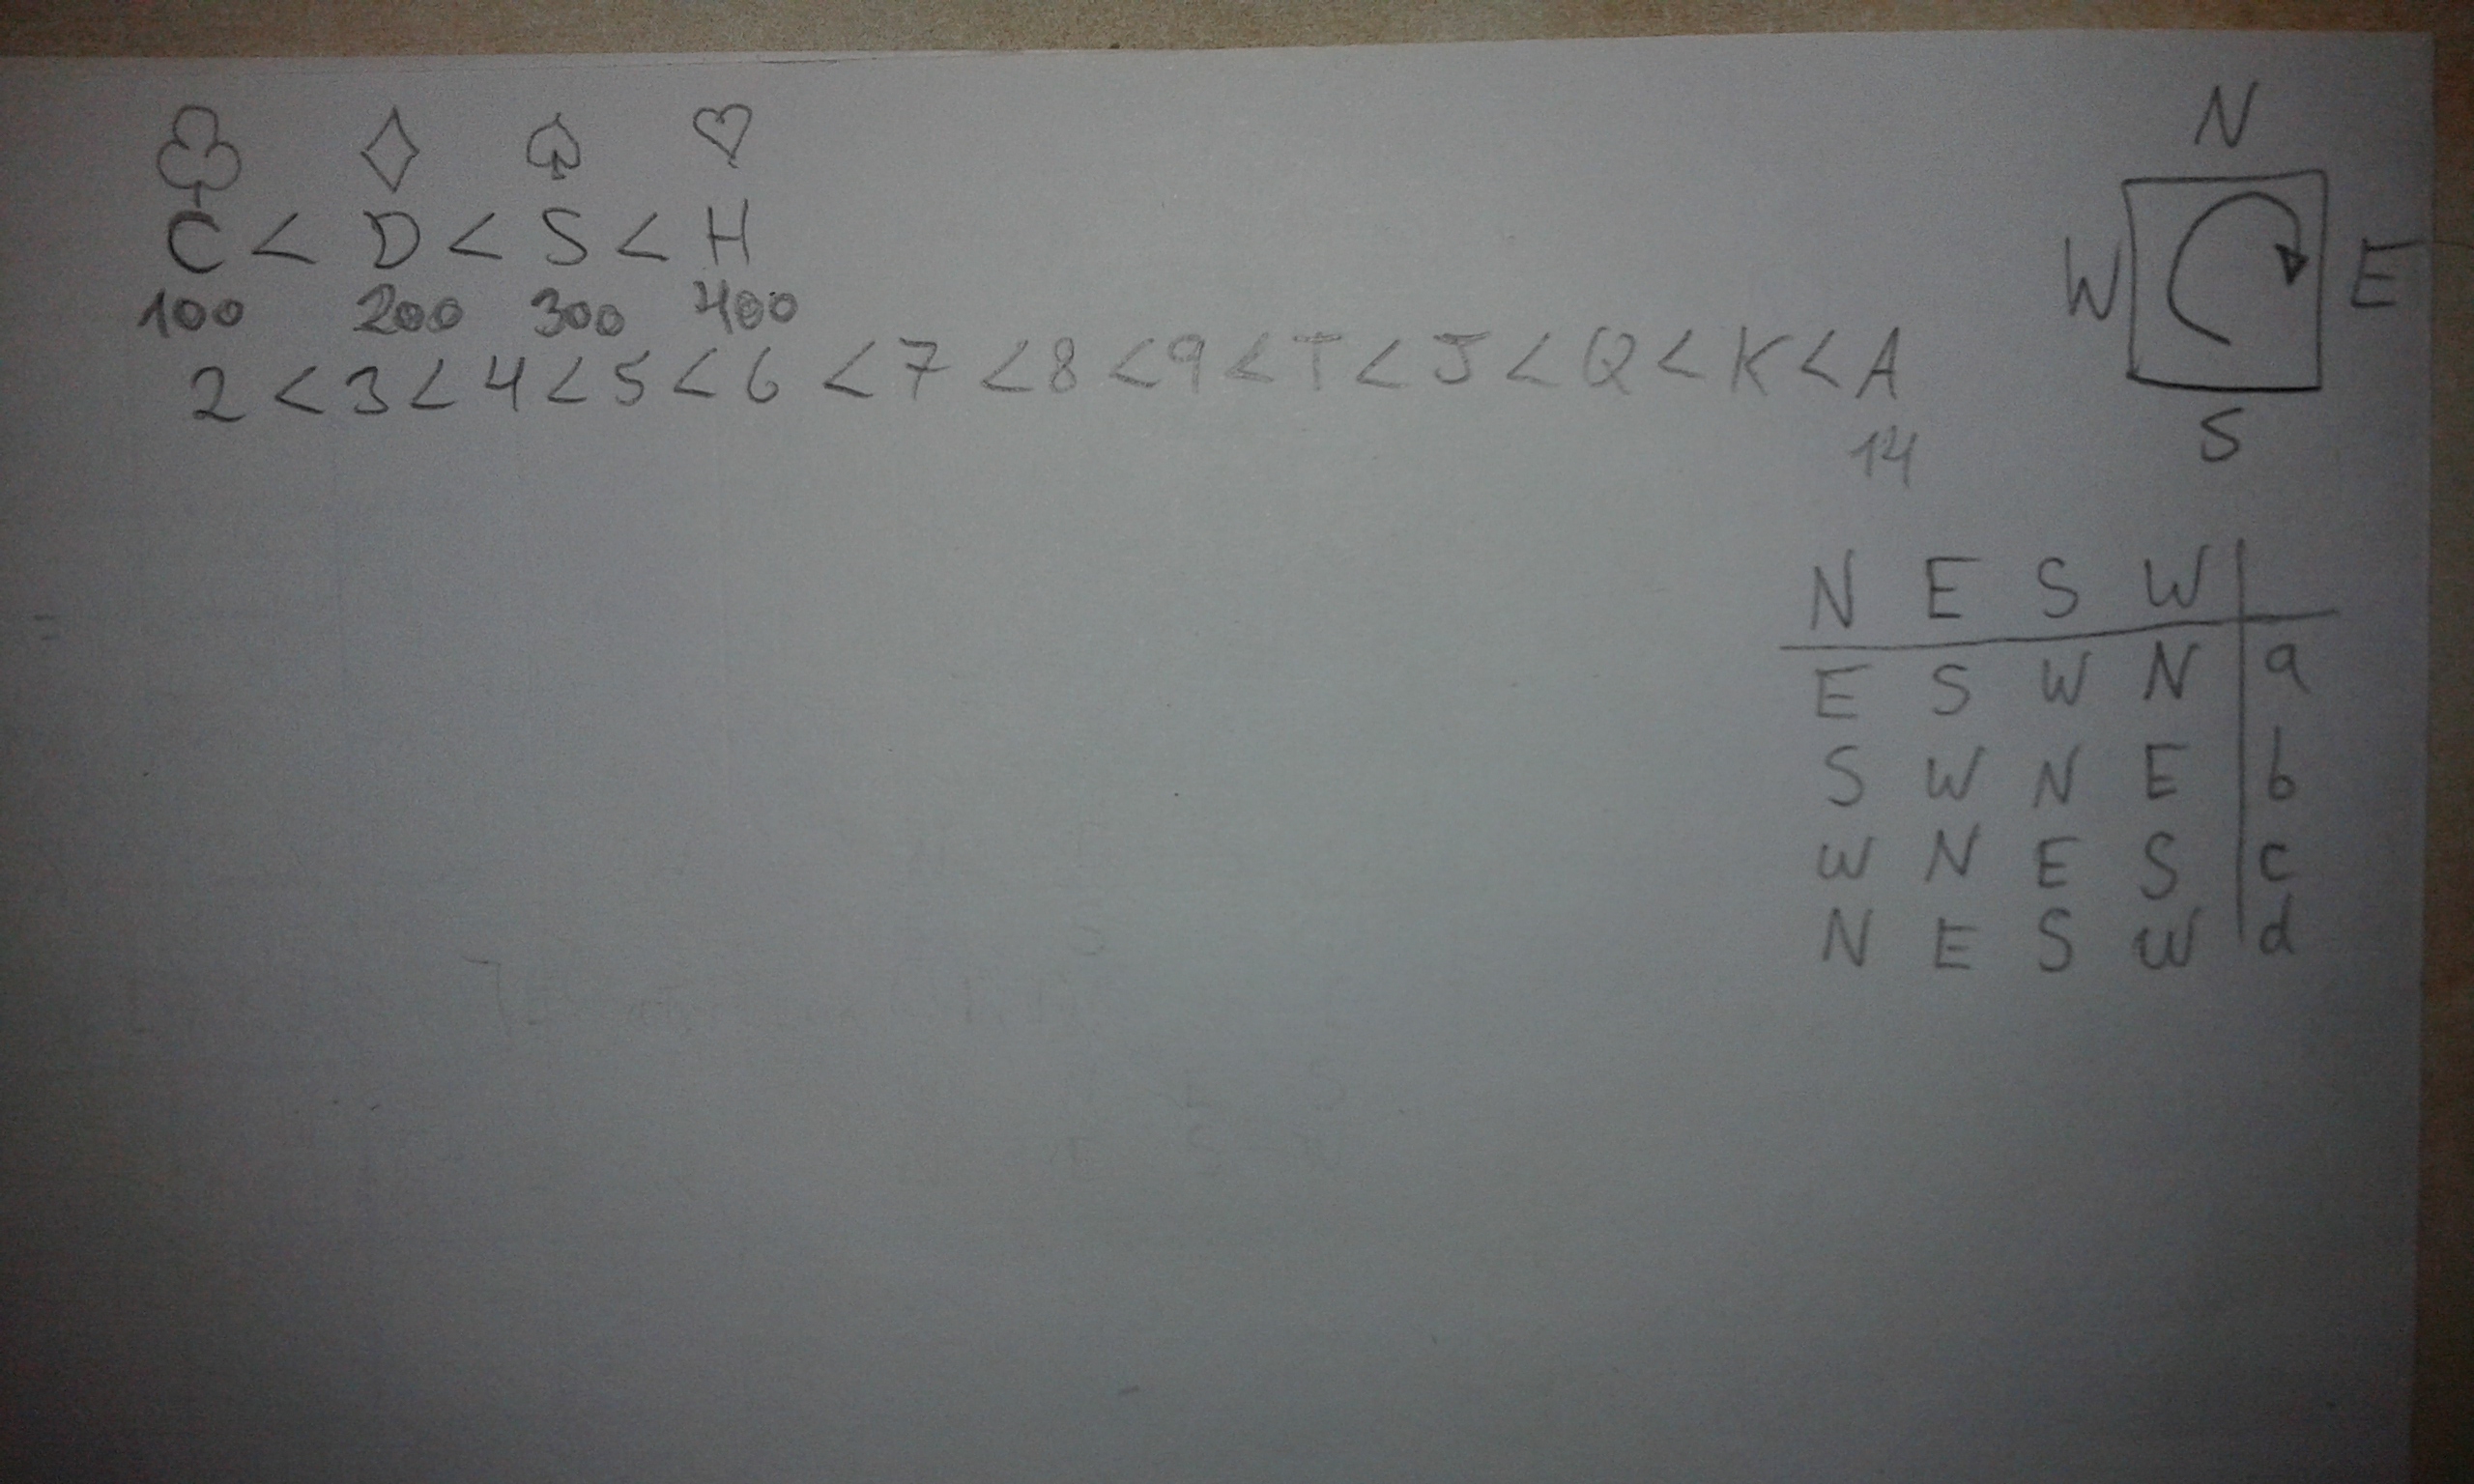 ♧ ♢ ♤ ♡
C < D < S < H
100 200 300 400
2 < 3 < 4 < 5 < 6 < 7 < 8 < 9 < T < J < Q < K < A
14
N
W E
S
N E S W
E S W N a
S W N E b
W N E S c
N E S W d